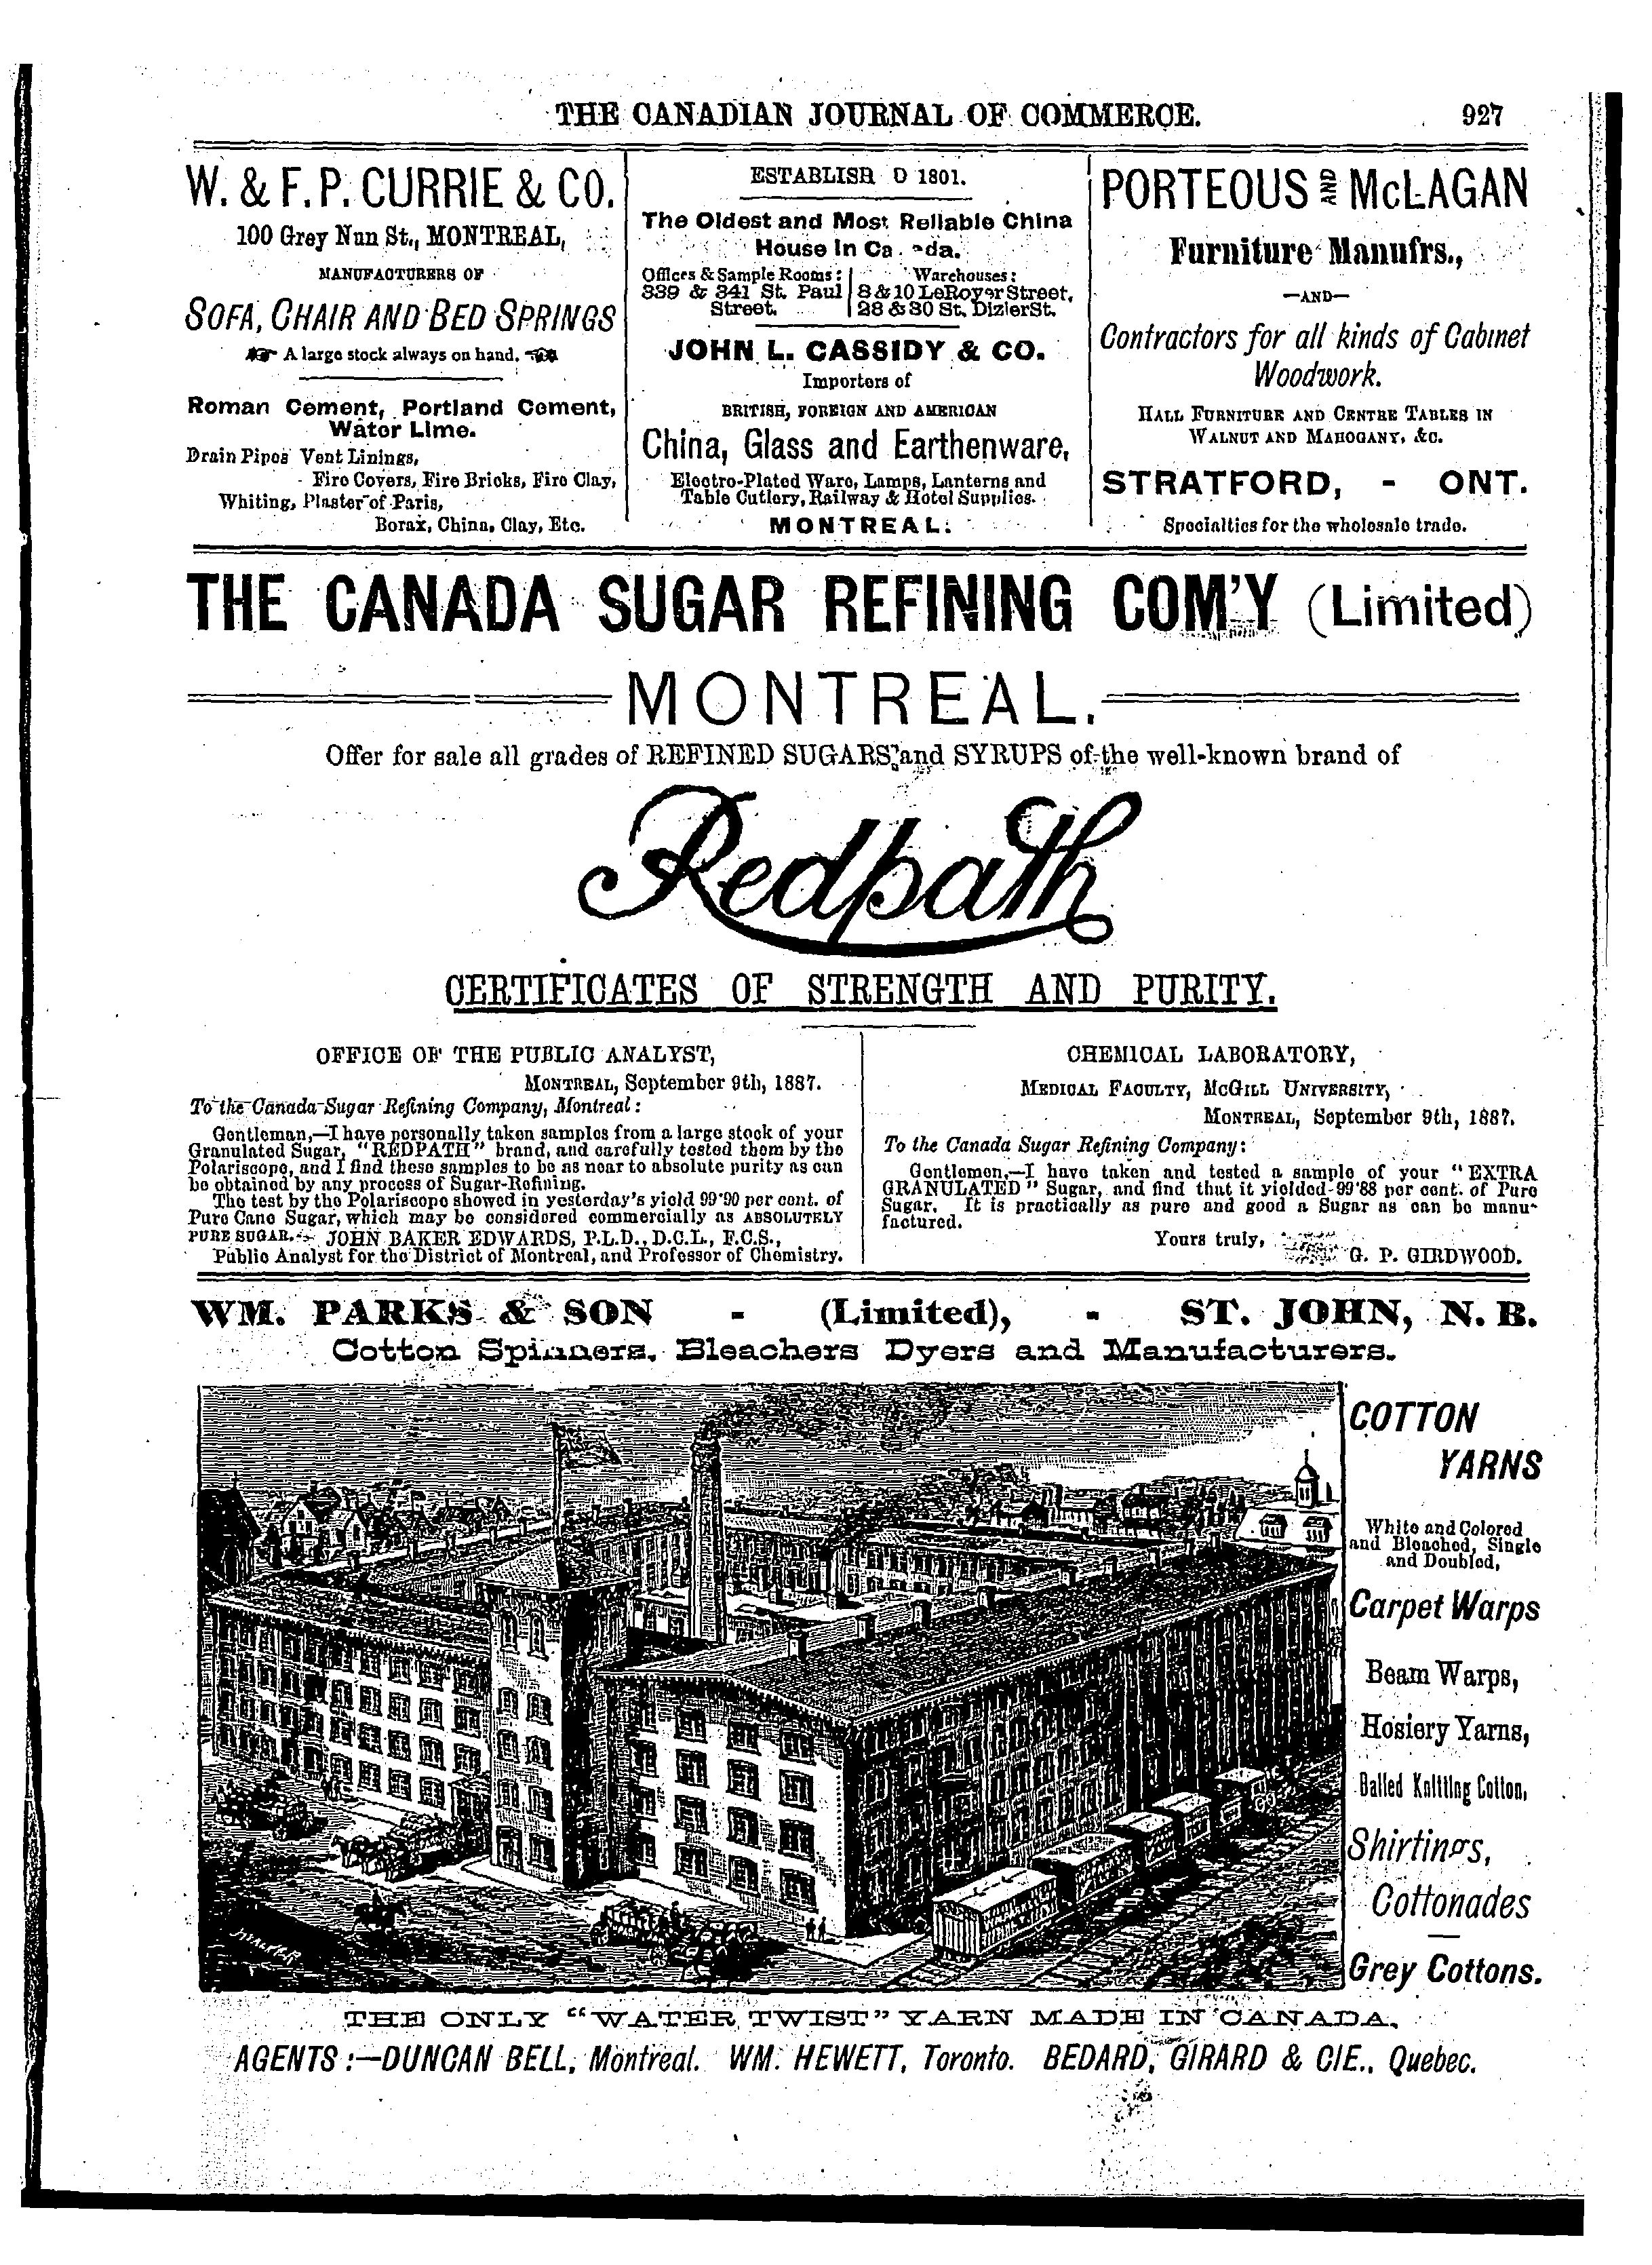 THE CANADIAN JOURNAL OF COMMERCE. 927
W. & F. P. CURRIE & CO.
100 Grey Nun St., MONTREAL,
MANUFACTURERS OF
SOFA, CHAIR AND BED SPRINGS
A large stock always on hand.
Roman Cement, Portland Cement,
Water Lime.
Drain Pipes Vent Linings,
Fire Covers, Fire Bricks, Fire Clay,
Whiting, Plaster of Paris,
Borax, China, Clay, Etc.
ESTABLISH D 1801.
The Oldest and Most Reliable China
House in Ca da.
Offices & Sample Rooms:
339 & 341 St. Paul
Street.
Warehouses:
8 & 10 LeRoyer Street,
28 & 30 St. Dizier St.
JOHN L. CASSIDY & CO.
Importers of
BRITISH, FOREIGN AND AMERICAN
China, Glass and Earthenware,
Electro-Plated Ware, Lamps, Lanterns and
Table Cutlery, Railway & Hotel Supplies.
MONTREAL.
PORTEOUS AND McLAGAN
Furniture Manufrs.,
—AND—
Contractors for all kinds of Cabinet
Woodwork.
HALL FURNITURE AND CENTRE TABLES IN
WALNUT AND MAHOGANY, &C.
STRATFORD, - ONT.
Specialties for the wholesale trade.
THE CANADA SUGAR REFINING COM'Y (Limited)
MONTREAL.
Offer for sale all grades of REFINED SUGARS and SYRUPS of the well-known brand of
Redpath
CERTIFICATES OF STRENGTH AND PURITY.
OFFICE OF THE PUBLIC ANALYST,
MONTREAL, September 9th, 1887.
To the Canada Sugar Refining Company, Montreal:
Gentleman,—I have personally taken samples from a large stock of your
Granulated Sugar, "REDPATH" brand, and carefully tested them by the
Polariscope, and I find these samples to be as near to absolute purity as can
be obtained by any process of Sugar-Refining.
The test by the Polariscope showed in yesterday's yield 99·90 per cent. of
Pure Cane Sugar, which may be considered commercially as ABSOLUTELY
PURE SUGAR. JOHN BAKER EDWARDS, P.L.D., D.C.L., F.C.S.,
Public Analyst for the District of Montreal, and Professor of Chemistry.
CHEMICAL LABORATORY,
MEDICAL FACULTY, MCGILL UNIVERSITY,
MONTREAL, September 9th, 1887.
To the Canada Sugar Refining Company:
Gentlemen,—I have taken and tested a sample of your "EXTRA
GRANULATED" Sugar, and find that it yielded 99·88 per cent. of Pure
Sugar. It is practically as pure and good a Sugar as can be manu-
factured.
Yours truly,
G. P. GIRDWOOD.
WM. PARKS & SON - (Limited), - ST. JOHN, N. B.
Cotton Spinners, Bleachers Dyers and Manufacturers.
COTTON
YARNS
White and Colored
and Bleached, Single
and Doubled,
Carpet Warps
Beam Warps,
Hosiery Yarns,
Balled Knitting Cotton,
Shirtings,
Cottonades
Grey Cottons.
THE ONLY "WATER TWIST" YARN MADE IN CANADA.
AGENTS:—DUNCAN BELL, Montreal. WM. HEWETT, Toronto. BEDARD, GIRARD & CIE., Quebec.